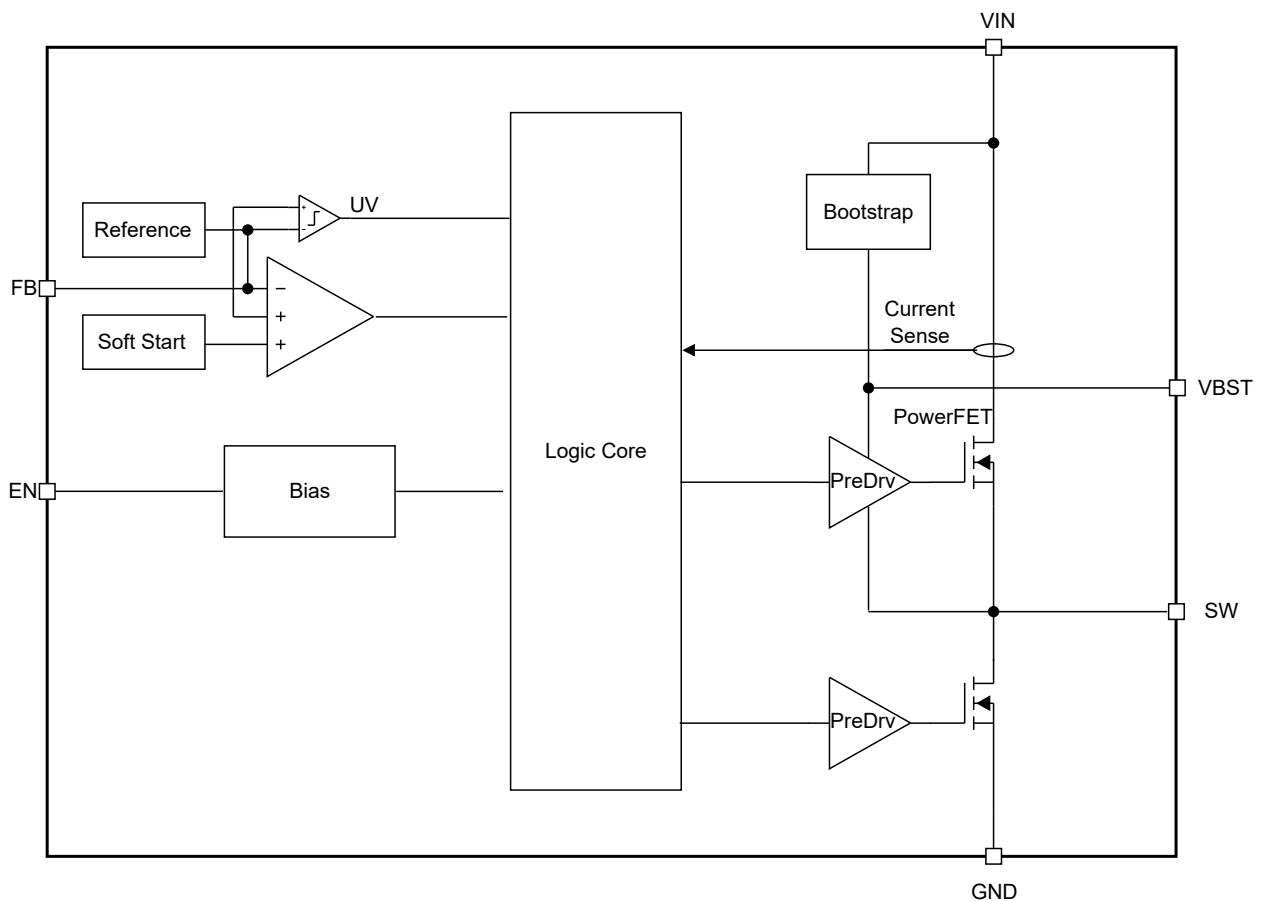 VIN
UV
Reference
Bootstrap
FB
Soft Start
Current
Sense
VBST
PowerFET
Logic Core
EN
Bias
PreDrv
SW
PreDrv
GND